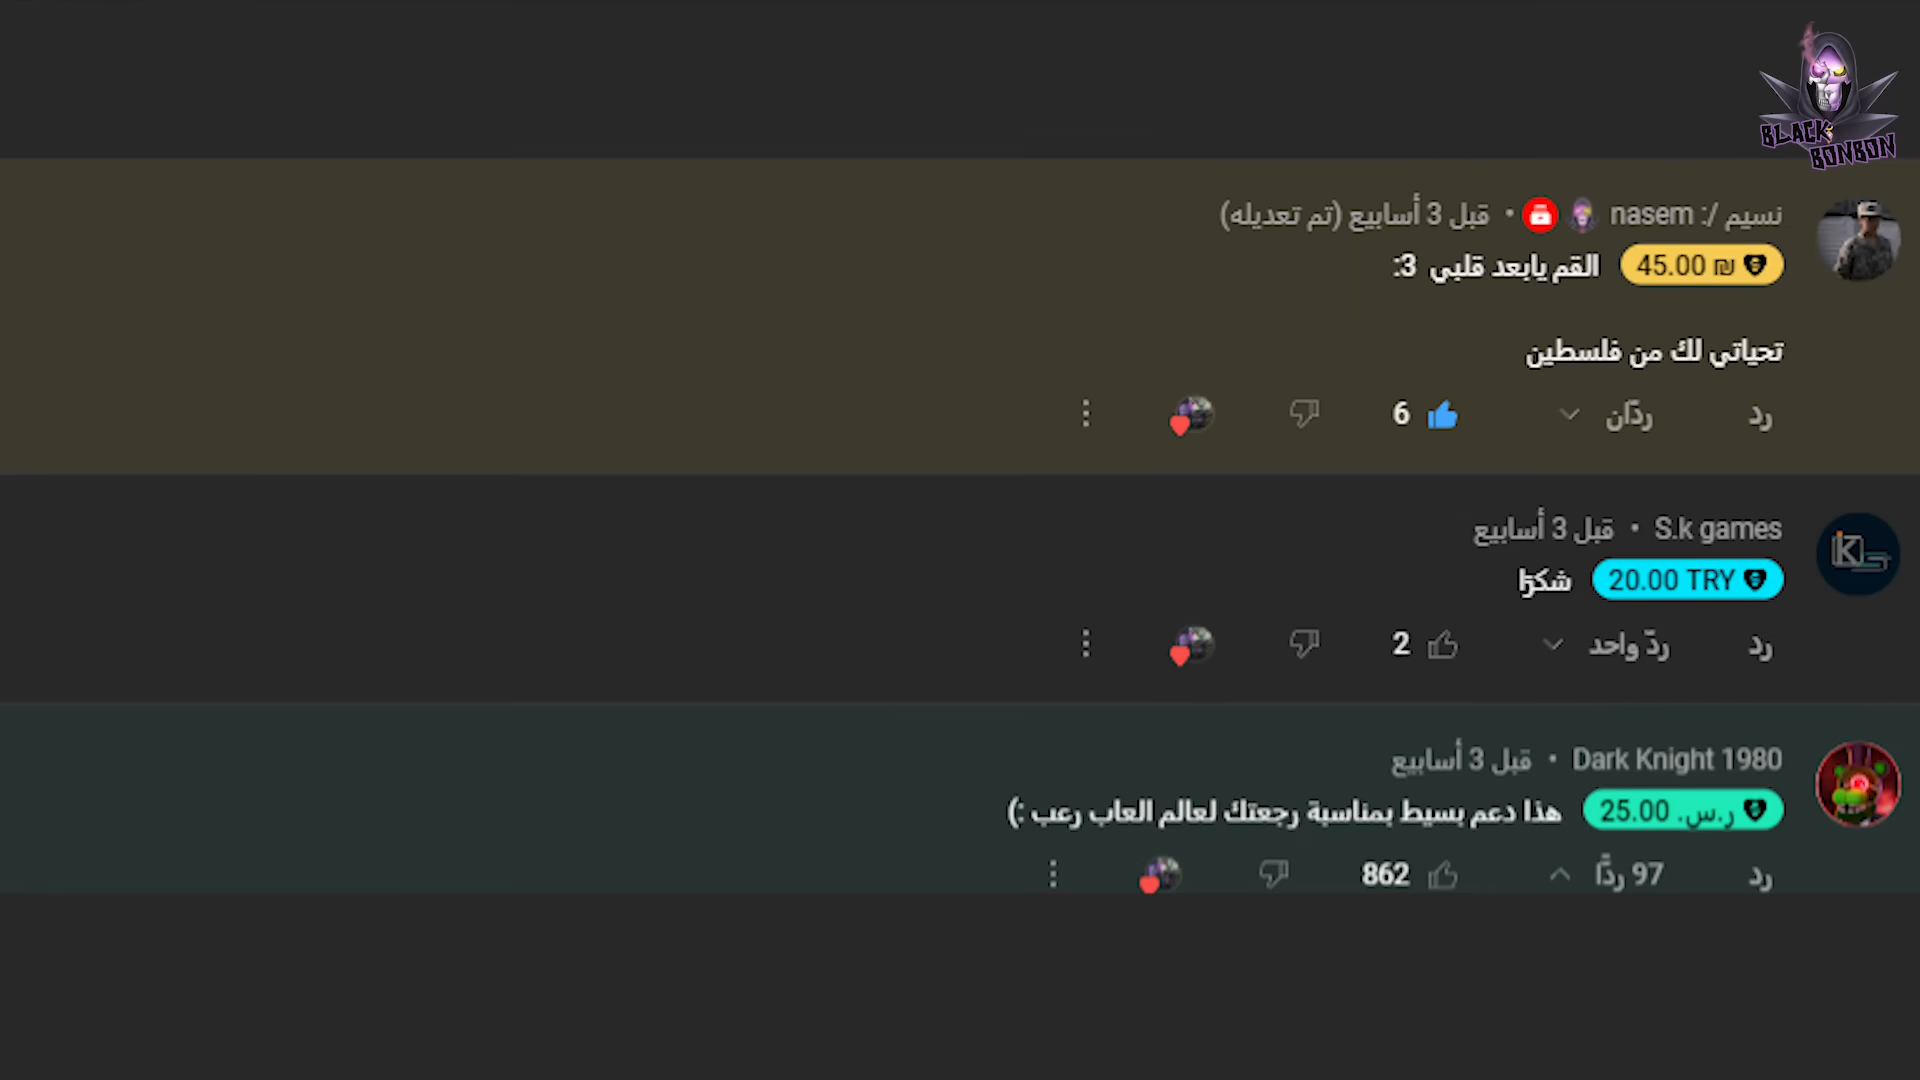 BLACK
BONBON
نسيم /: nasem • قبل 3 أسابيع (تم تعديله)
₪ 45.00 القم يابعد قلبي 3:
تحياتي لك من فلسطين
رد ردّان 6
S.k games • قبل 3 أسابيع
20.00 TRY شكرًا
رد ردّ واحد 2
Dark Knight 1980 • قبل 3 أسابيع
ر.س. 25.00 هذا دعم بسيط بمناسبة رجعتك لعالم العاب رعب :)
رد 97 ردًّا 862